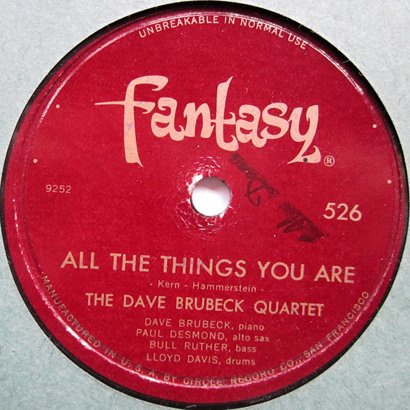 UNBREAKABLE IN NORMAL USE
Fantasy ®
9252
526
ALL THE THINGS YOU ARE
- Kern - Hammerstein -
THE DAVE BRUBECK QUARTET
DAVE BRUBECK, piano
PAUL DESMOND, alto sax
BULL RUTHER, bass
LLOYD DAVIS, drums
MANUFACTURED IN U.S.A. BY CIRCLE RECORD CO., SAN FRANCISCO